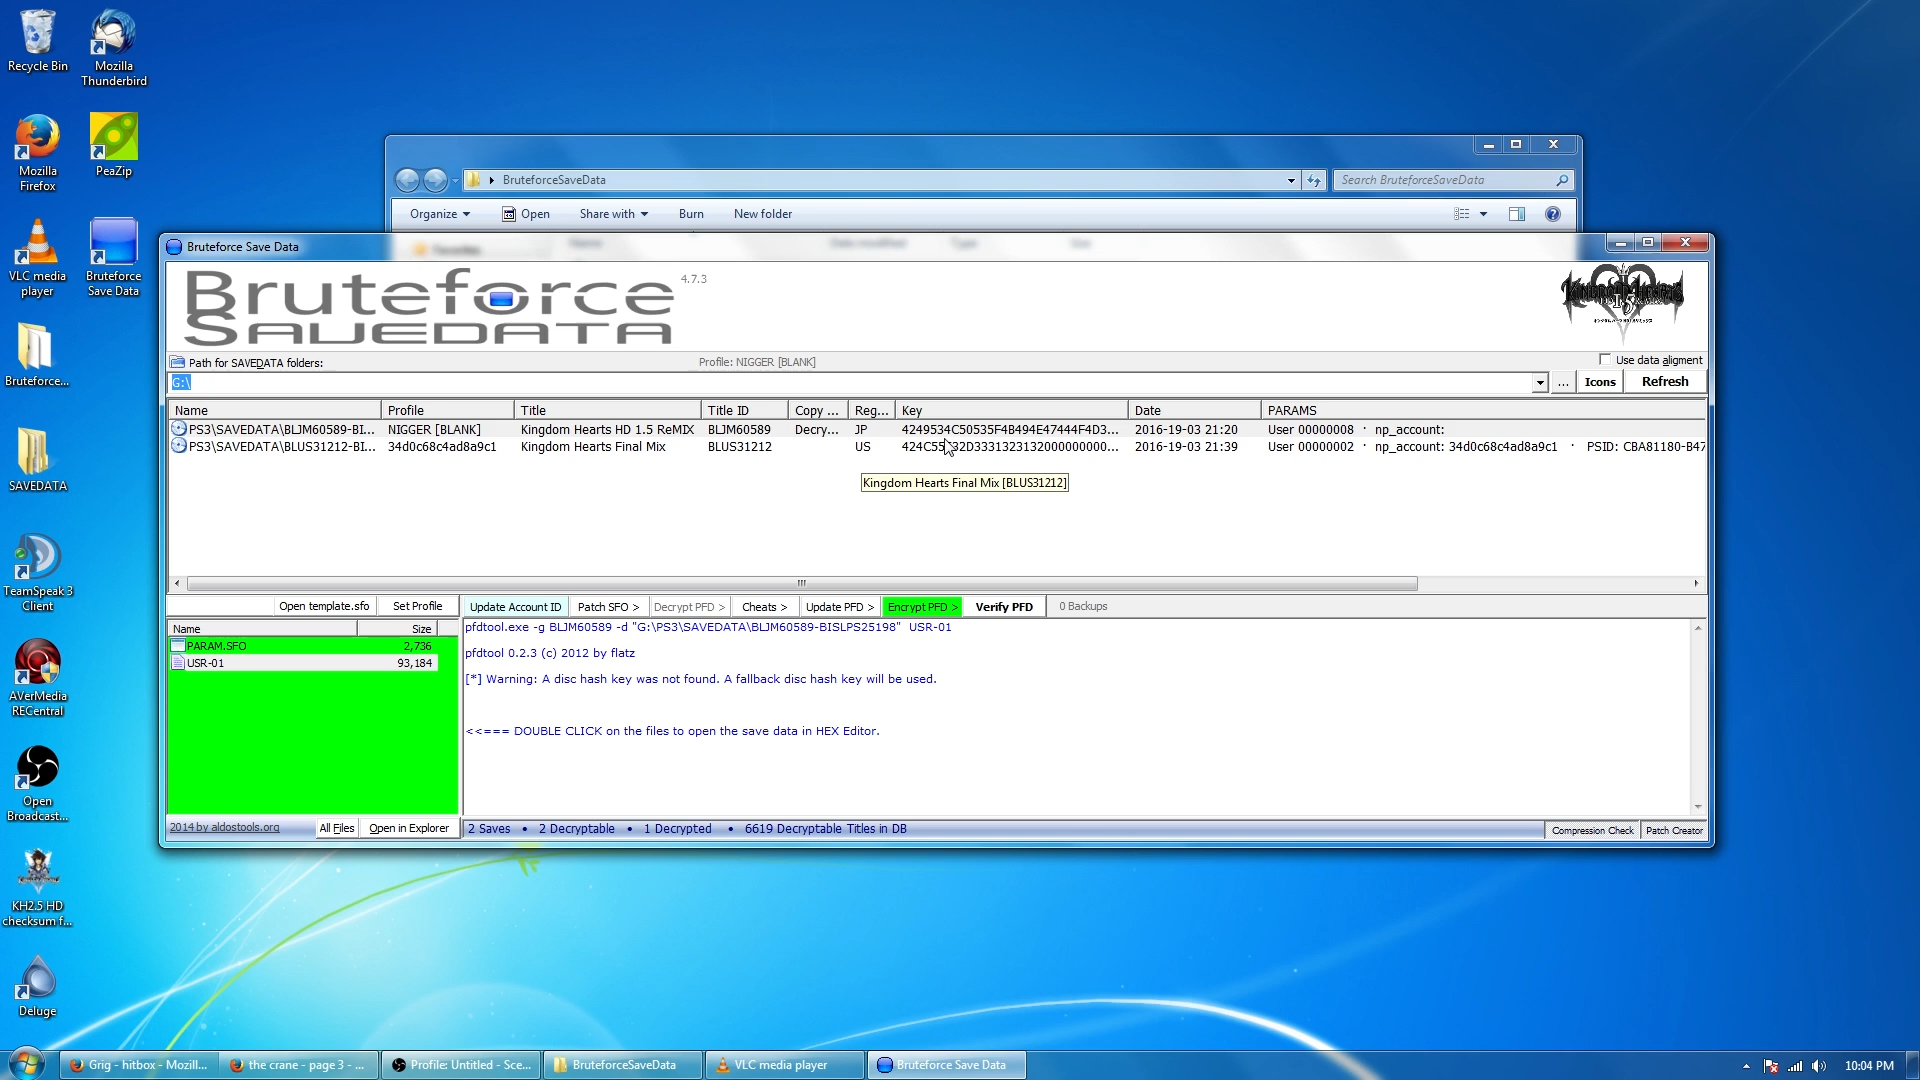 Recycle Bin
Mozilla Thunderbird
Mozilla Firefox
PeaZip
VLC media player
Bruteforce Save Data
Bruteforce...
SAVEDATA
TeamSpeak 3 Client
AVerMedia RECentral
Open Broadcast...
KH2.5 HD checksum f...
Deluge
BruteforceSaveData
Search BruteforceSaveData
Organize Open Share with Burn New folder
Favorites Name Date modified Type Size
Bruteforce Save Data
Bruteforce 4.7.3
SAVEDATA
KINGDOM HEARTS
Path for SAVEDATA folders: Profile: NIGGER [BLANK] Use data aligment
G:\ ... Icons Refresh
Name Profile Title Title ID Copy ... Reg... Key Date PARAMS
PS3\SAVEDATA\BLJM60589-BI... NIGGER [BLANK] Kingdom Hearts HD 1.5 ReMIX BLJM60589 Decry... JP 4249534C50535F4B494E47444F4D3... 2016-19-03 21:20 User 00000008 · np_account:
PS3\SAVEDATA\BLUS31212-BI... 34d0c68c4ad8a9c1 Kingdom Hearts Final Mix BLUS31212 US 2016-19-03 21:39 User 00000002 · np_account: 34d0c68c4ad8a9c1 · PSID: CBA81180-B47
Kingdom Hearts Final Mix [BLUS31212]
Open template.sfo Set Profile Update Account ID Patch SFO > Decrypt PFD > Cheats > Update PFD > Encrypt PFD > Verify PFD 0 Backups
Name Size
PARAM.SFO 2,736
USR-01 93,184
pfdtool.exe -g BLJM60589 -d "G:\PS3\SAVEDATA\BLJM60589-BISLPS25198" USR-01
pfdtool 0.2.3 (c) 2012 by flatz
[*] Warning: A disc hash key was not found. A fallback disc hash key will be used.
<<=== DOUBLE CLICK on the files to open the save data in HEX Editor.
2014 by aldostools.org All Files Open in Explorer 2 Saves • 2 Decryptable • 1 Decrypted • 6619 Decryptable Titles in DB Compression Check Patch Creator
Grig - hitbox - Mozill... the crane - page 3 - ... Profile: Untitled - Sce... BruteforceSaveData VLC media player Bruteforce Save Data 10:04 PM